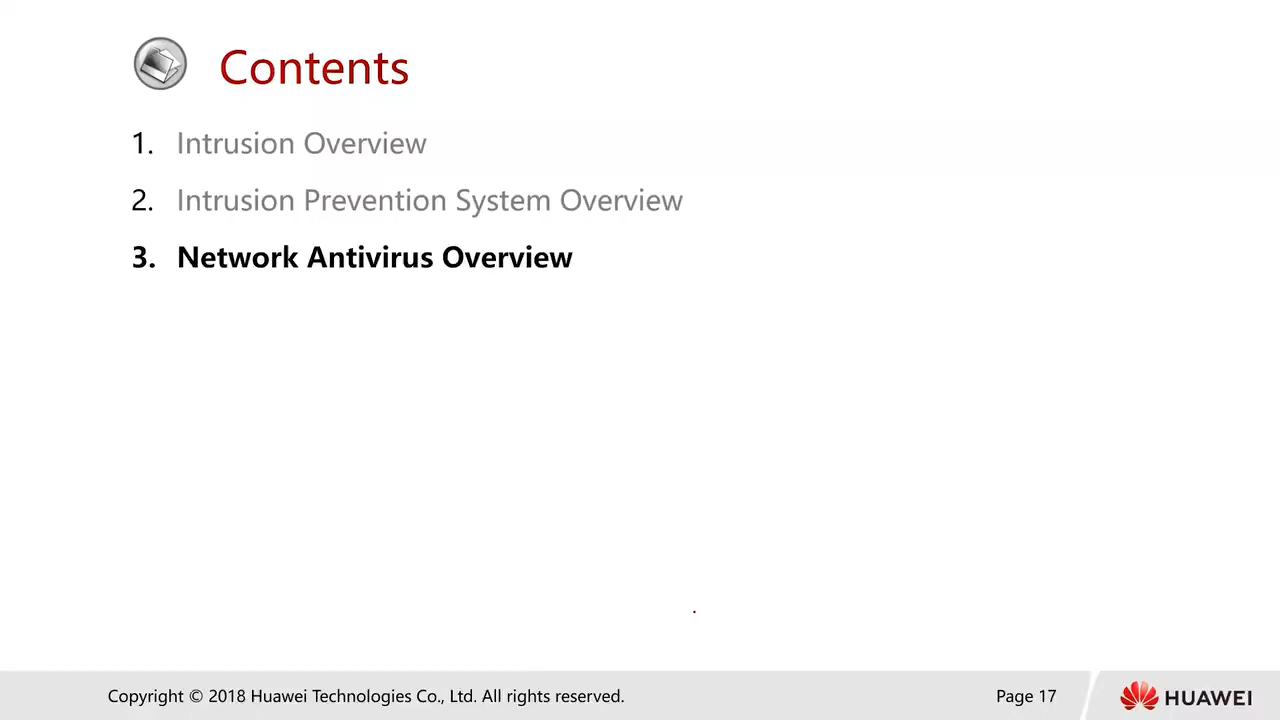 Contents
1. Intrusion Overview
2. Intrusion Prevention System Overview
3. Network Antivirus Overview
Copyright © 2018 Huawei Technologies Co., Ltd. All rights reserved.
Page 17
HUAWEI